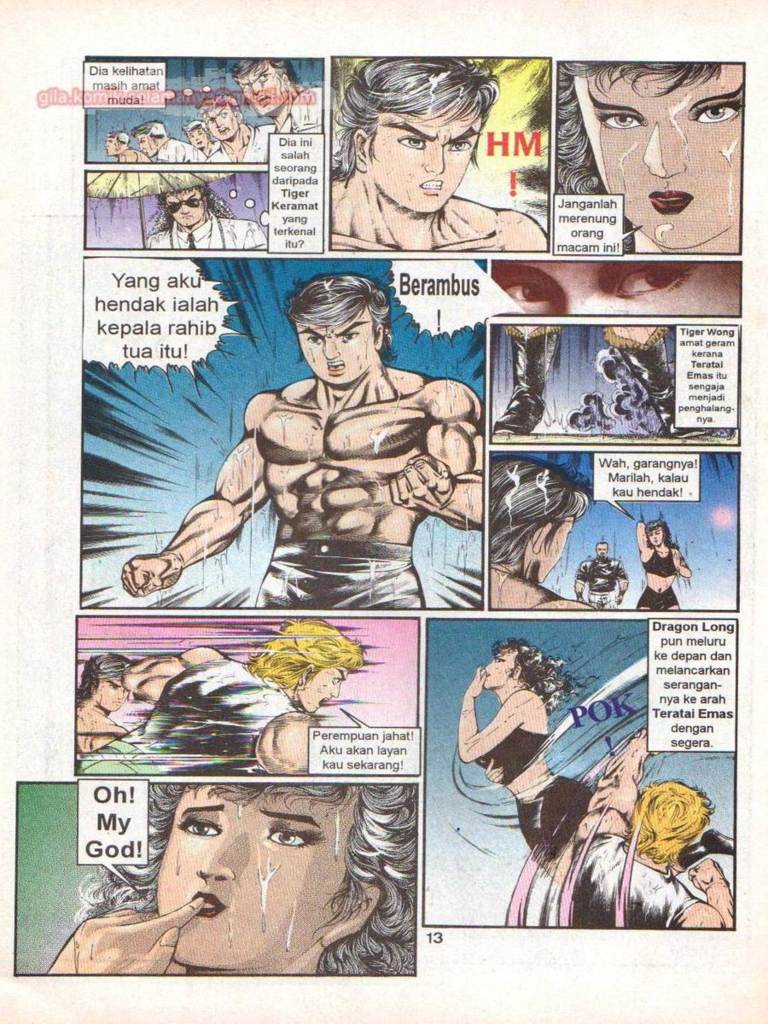 Dia kelihatan
masih amat
muda!
Dia ini
salah
seorang
daripada
Tiger
Keramat
yang
terkenal
itu?
HM
!
Janganlah
merenung
orang
macam ini!
Yang aku
hendak ialah
kepala rahib
tua itu!
Berambus
!
Tiger Wong
amat geram
kerana
Teratai
Emas itu
sengaja
menjadi
penghalang-
nya.
Wah, garangnya!
Marilah, kalau
kau hendak!
Perempuan jahat!
Aku akan layan
kau sekarang!
Dragon Long
pun meluru
ke depan dan
melancarkan
serangan-
nya ke arah
Teratai Emas
dengan
segera.
POK
!
Oh!
My
God!
13